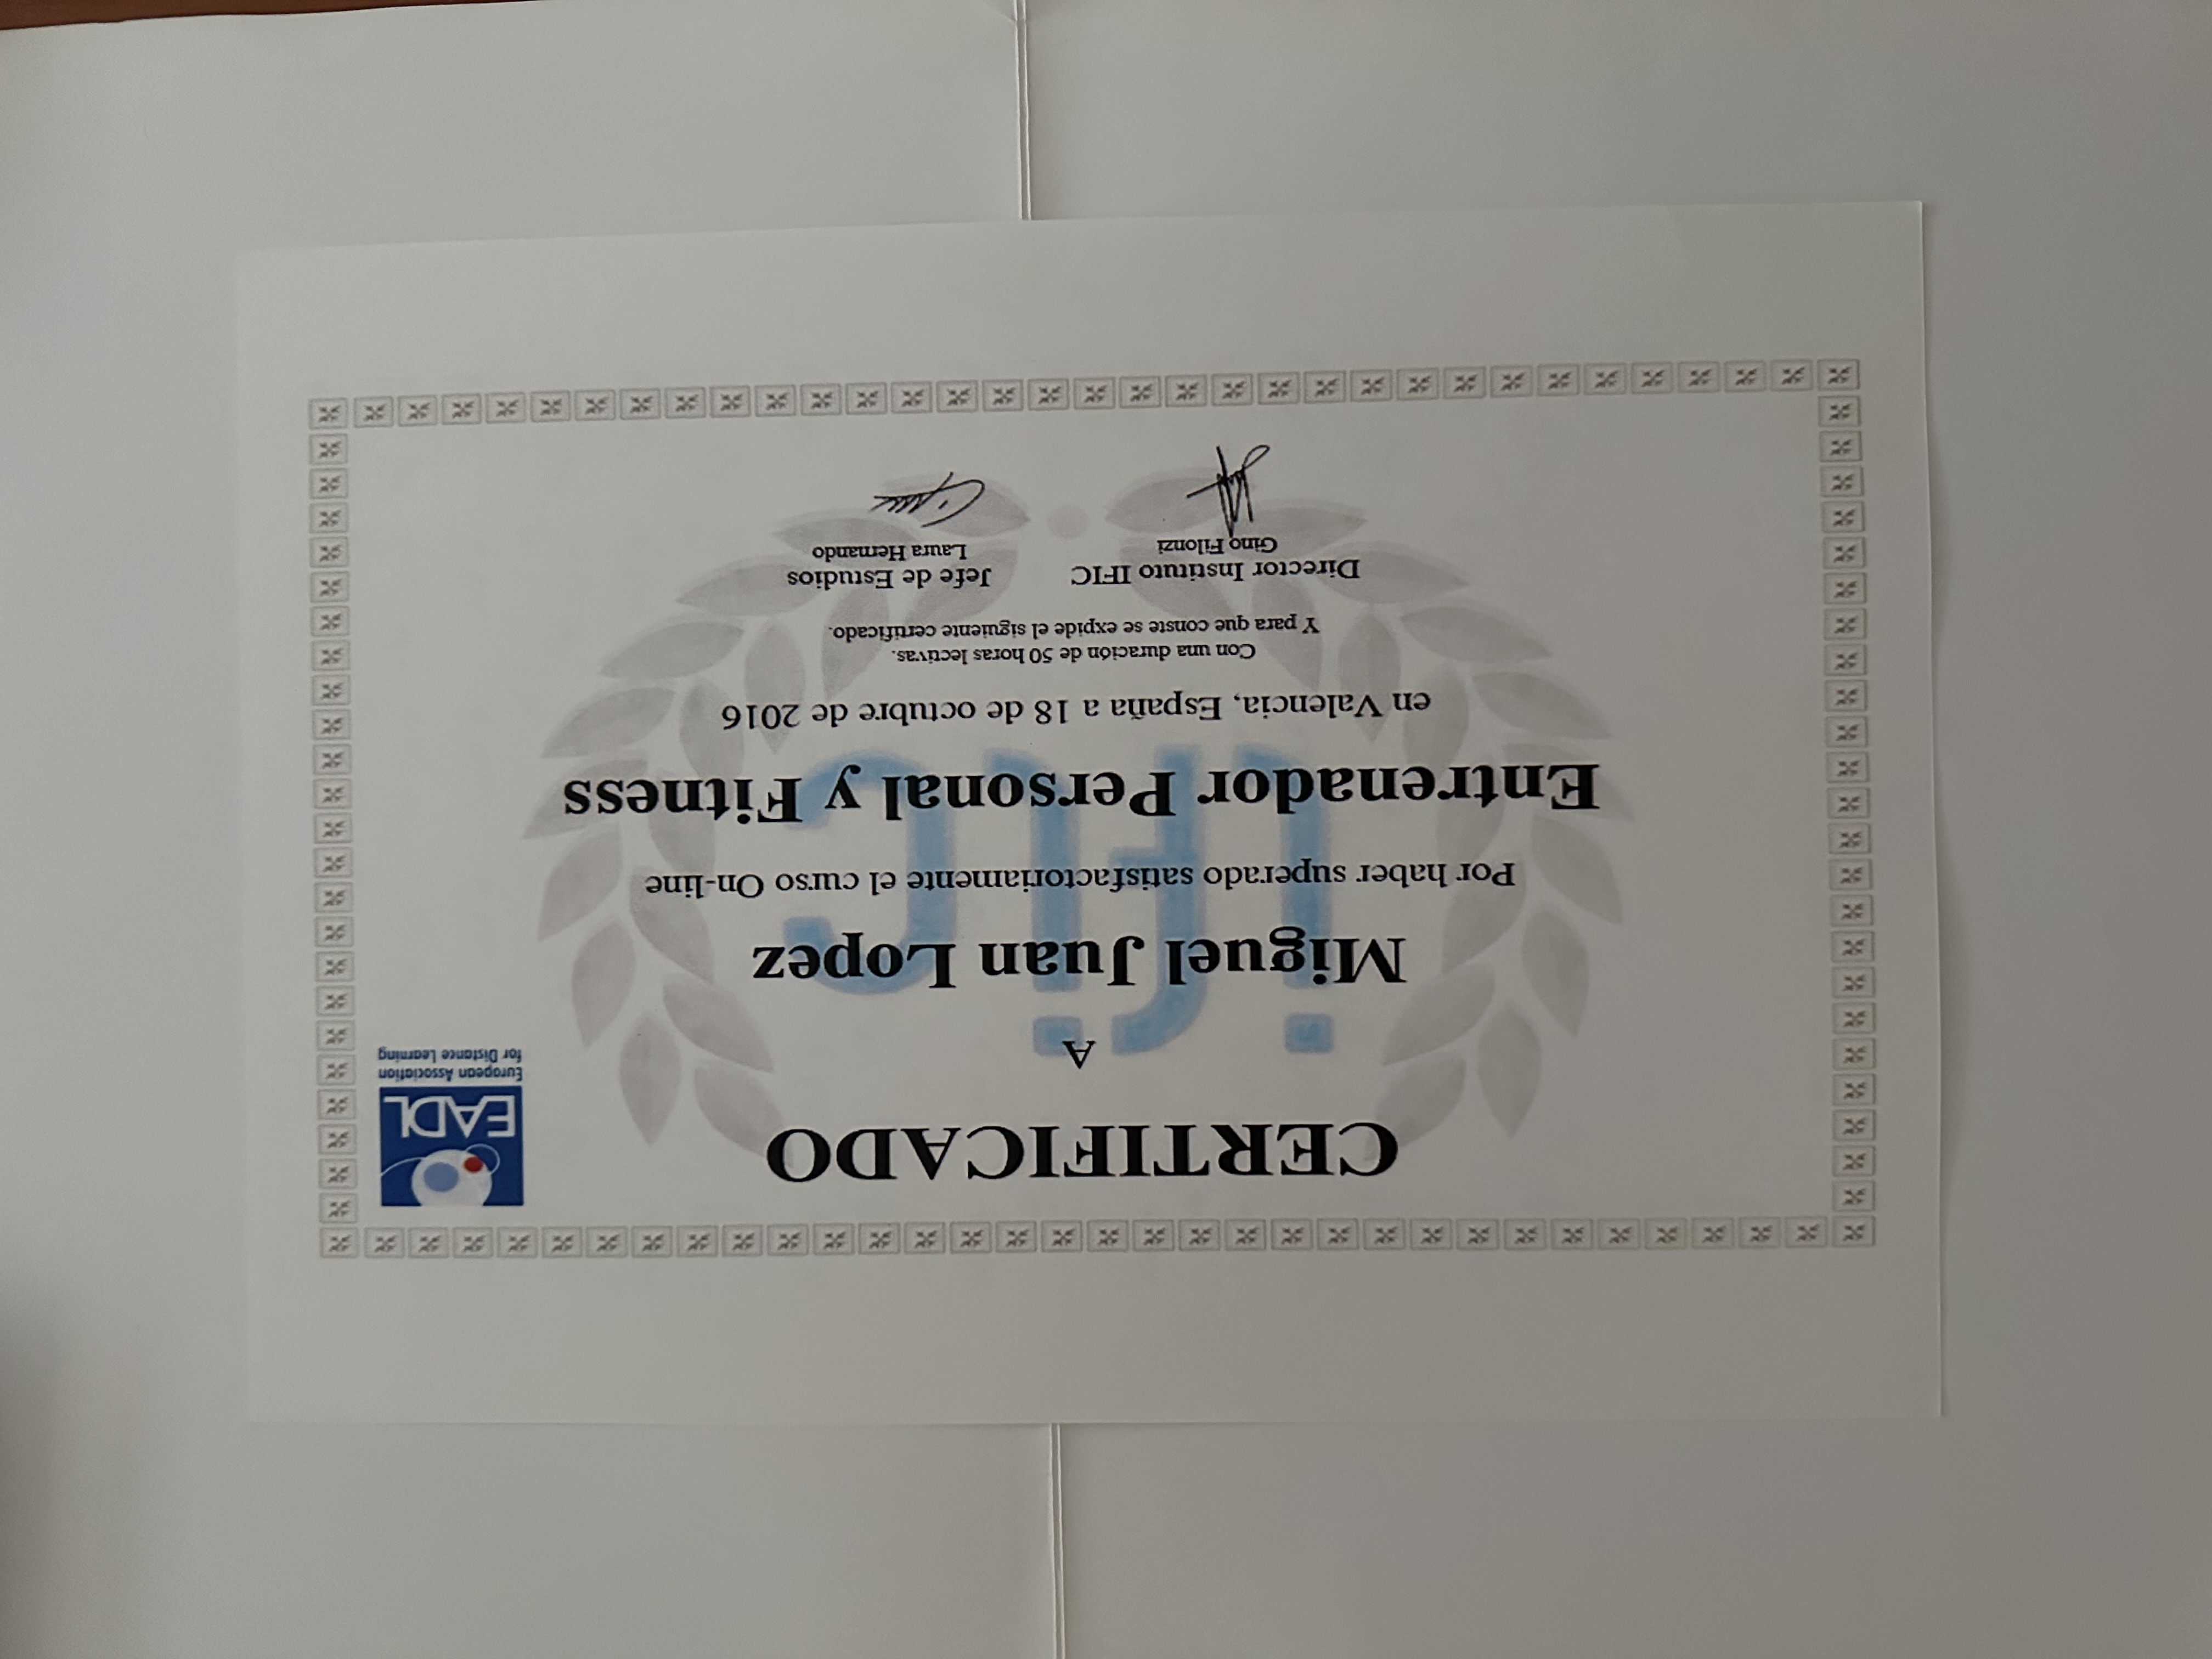 CERTIFICADO
EADL
European Association
for Distance Learning
A
Miguel Juan Lopez
Por haber superado satisfactoriamente el curso On-line
Entrenador Personal y Fitness
en Valencia, España a 18 de octubre de 2016
Con una duración de 50 horas lectivas.
Y para que conste se expide el siguiente certificado.
Director Instituto IFIC
Gino Filonzi
Jefe de Estudios
Laura Hernando
ific